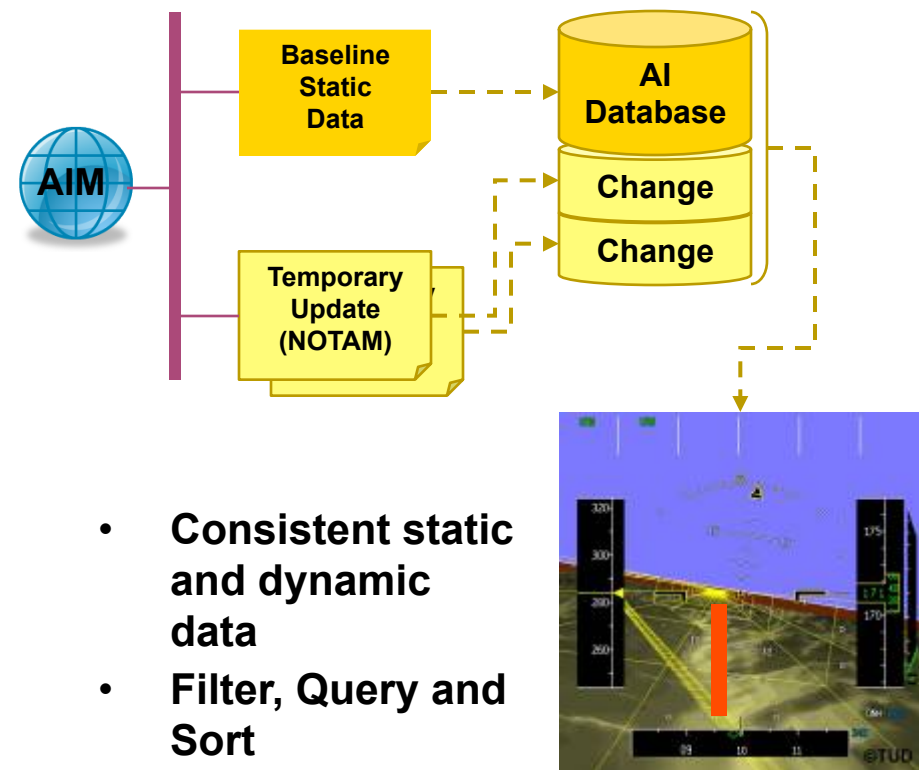 Baseline
Static
Data
AI
Database
AIM
Change
Change
Temporary
Update
(NOTAM)
• Consistent static
and dynamic
data
• Filter, Query and
Sort
320
300
280
260
175
171
170
09 10 11
©TUD